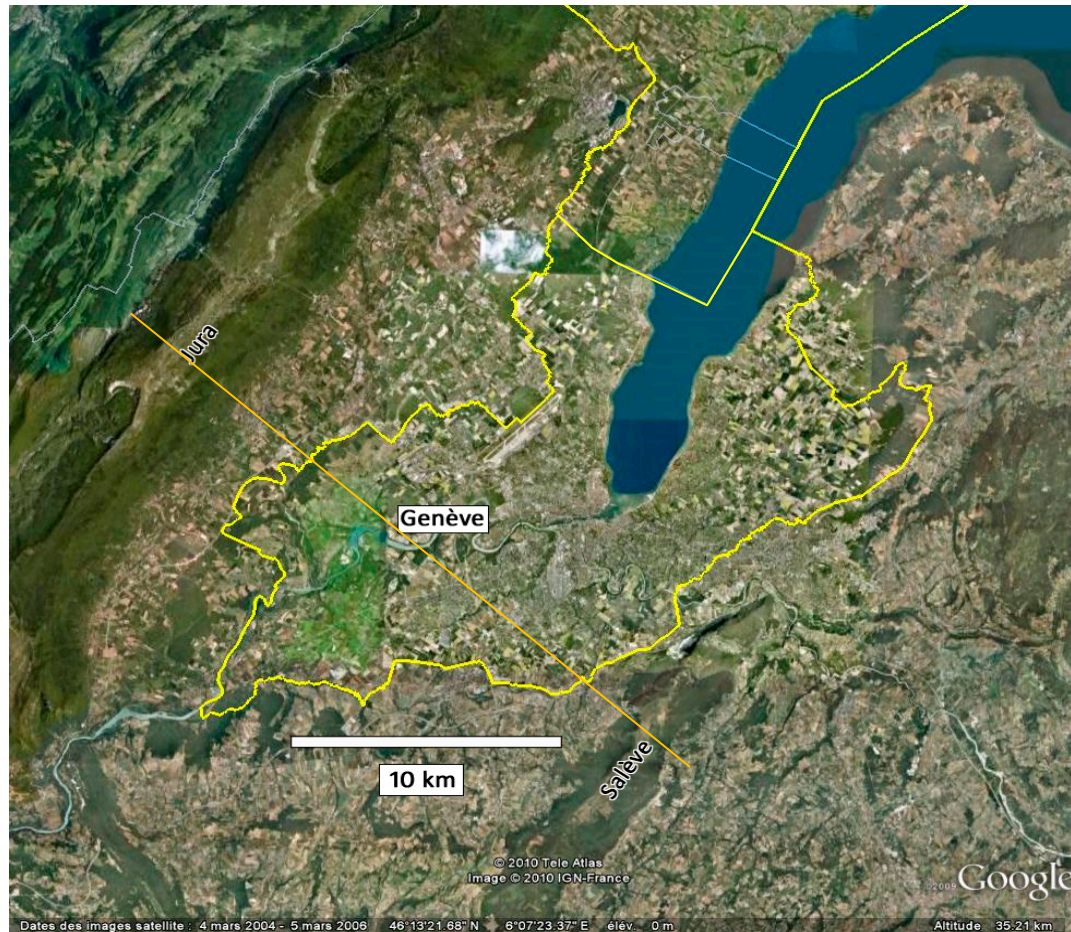 Jura
Genève
Salève
10 km
© 2010 Tele Atlas
Image © 2010 IGN-France
©2009 Google
Dates des images satellite : 4 mars 2004 - 5 mars 2006 46°13'21.68" N 6°07'23.37" E élév. 0 m Altitude 35.21 km